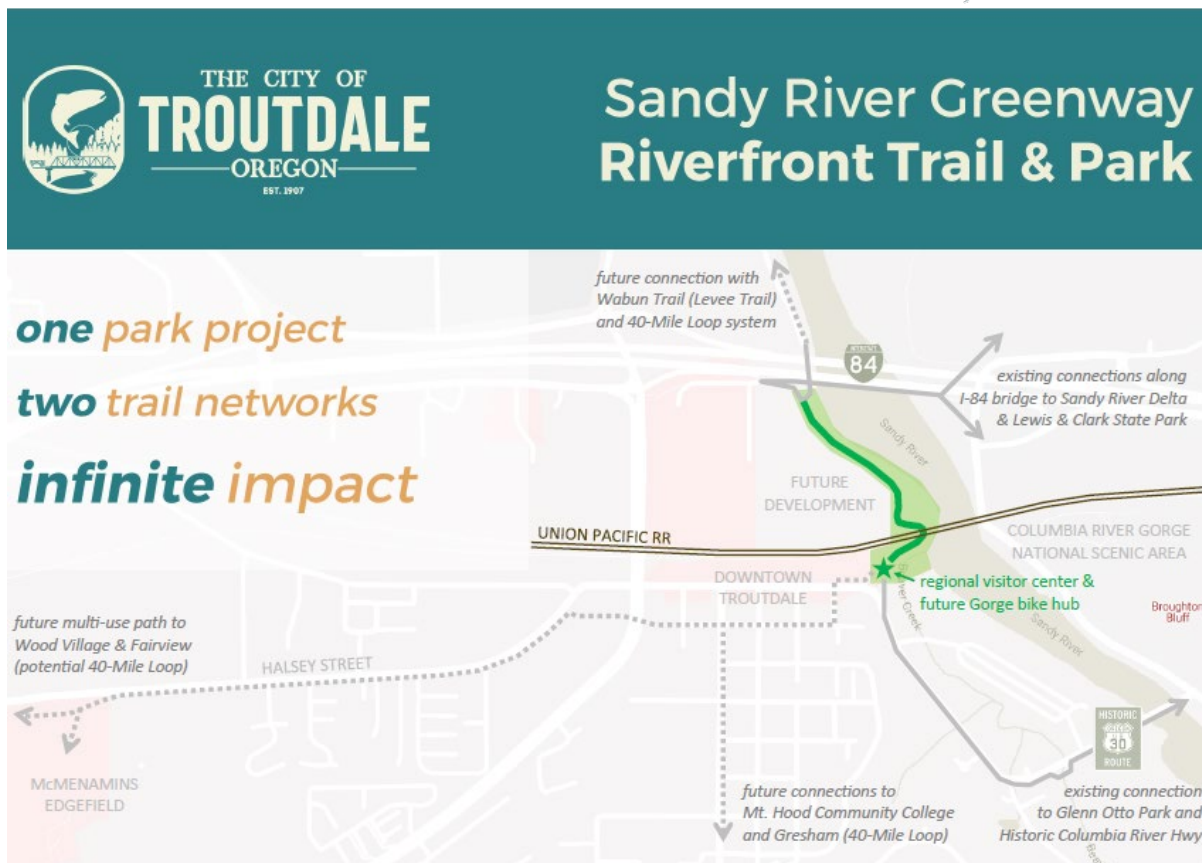 THE CITY OF
TROUTDALE
OREGON
EST. 1907
Sandy River Greenway
Riverfront Trail & Park
one park project
two trail networks
infinite impact
future connection with
Wabun Trail (Levee Trail)
and 40-Mile Loop system
INTERSTATE
84
existing connections along
I-84 bridge to Sandy River Delta
& Lewis & Clark State Park
Sandy River
FUTURE
DEVELOPMENT
UNION PACIFIC RR
COLUMBIA RIVER GORGE
NATIONAL SCENIC AREA
DOWNTOWN
TROUTDALE
regional visitor center &
future Gorge bike hub
Beaver Creek
Broughton
Bluff
Sandy River
future multi-use path to
Wood Village & Fairview
(potential 40-Mile Loop)
HALSEY STREET
McMENAMINS
EDGEFIELD
HISTORIC
30
ROUTE
future connections to
Mt. Hood Community College
and Gresham (40-Mile Loop)
existing connection
to Glenn Otto Park and
Historic Columbia River Hwy